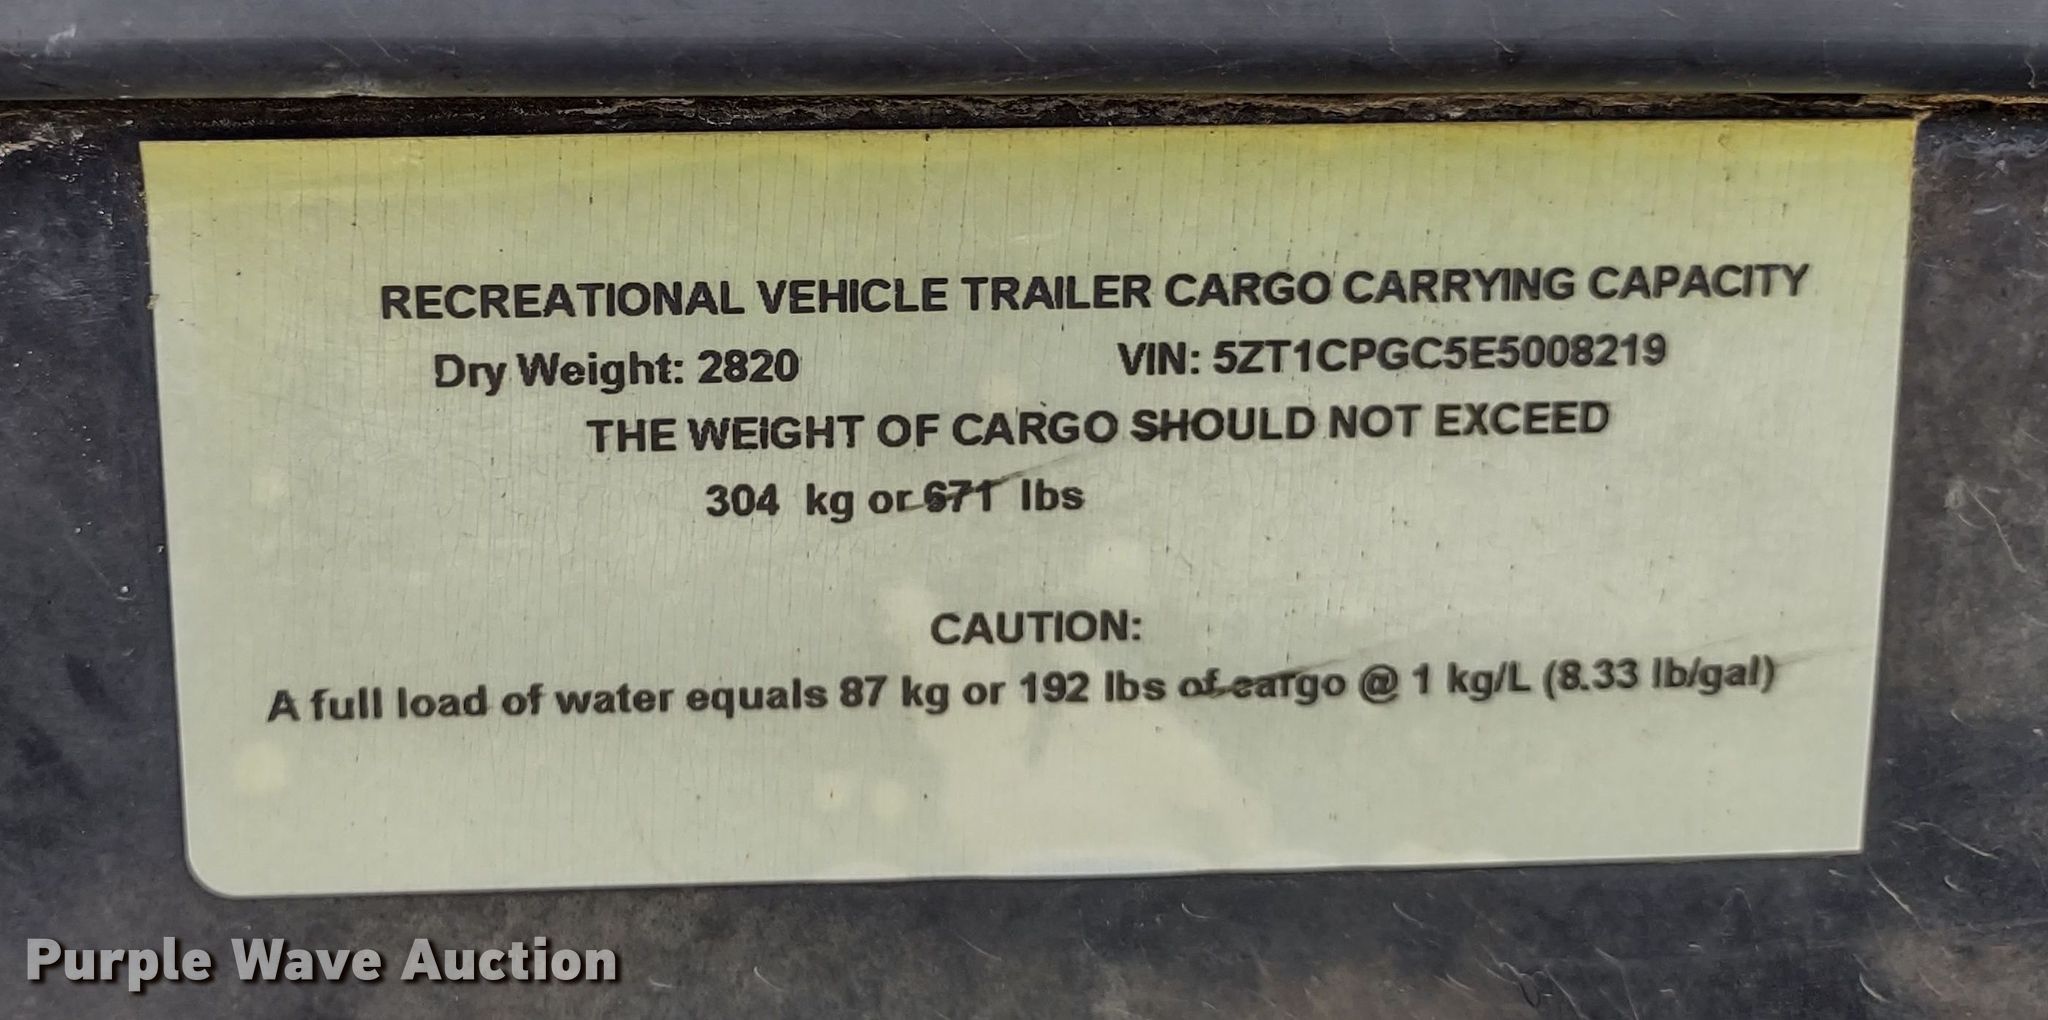 RECREATIONAL VEHICLE TRAILER CARGO CARRYING CAPACITY
Dry Weight: 2820 VIN: 5ZT1CPGC5E5008219
THE WEIGHT OF CARGO SHOULD NOT EXCEED
304 kg or 671 lbs
CAUTION:
A full load of water equals 87 kg or 192 lbs of cargo @ 1 kg/L (8.33 lb/gal)
Purple Wave Auction